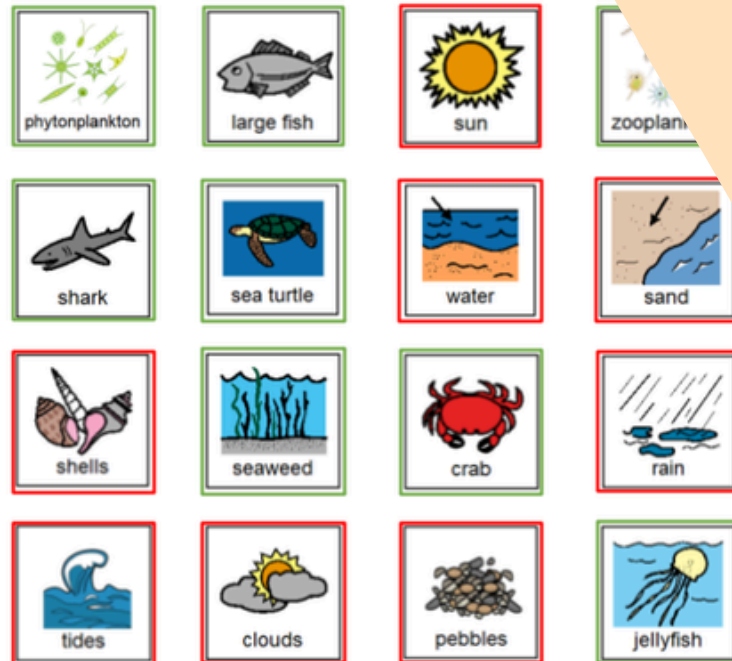 phytonplankton
large fish
sun
shark
sea turtle
water
sand
shells
seaweed
crab
rain
tides
clouds
pebbles
jellyfish